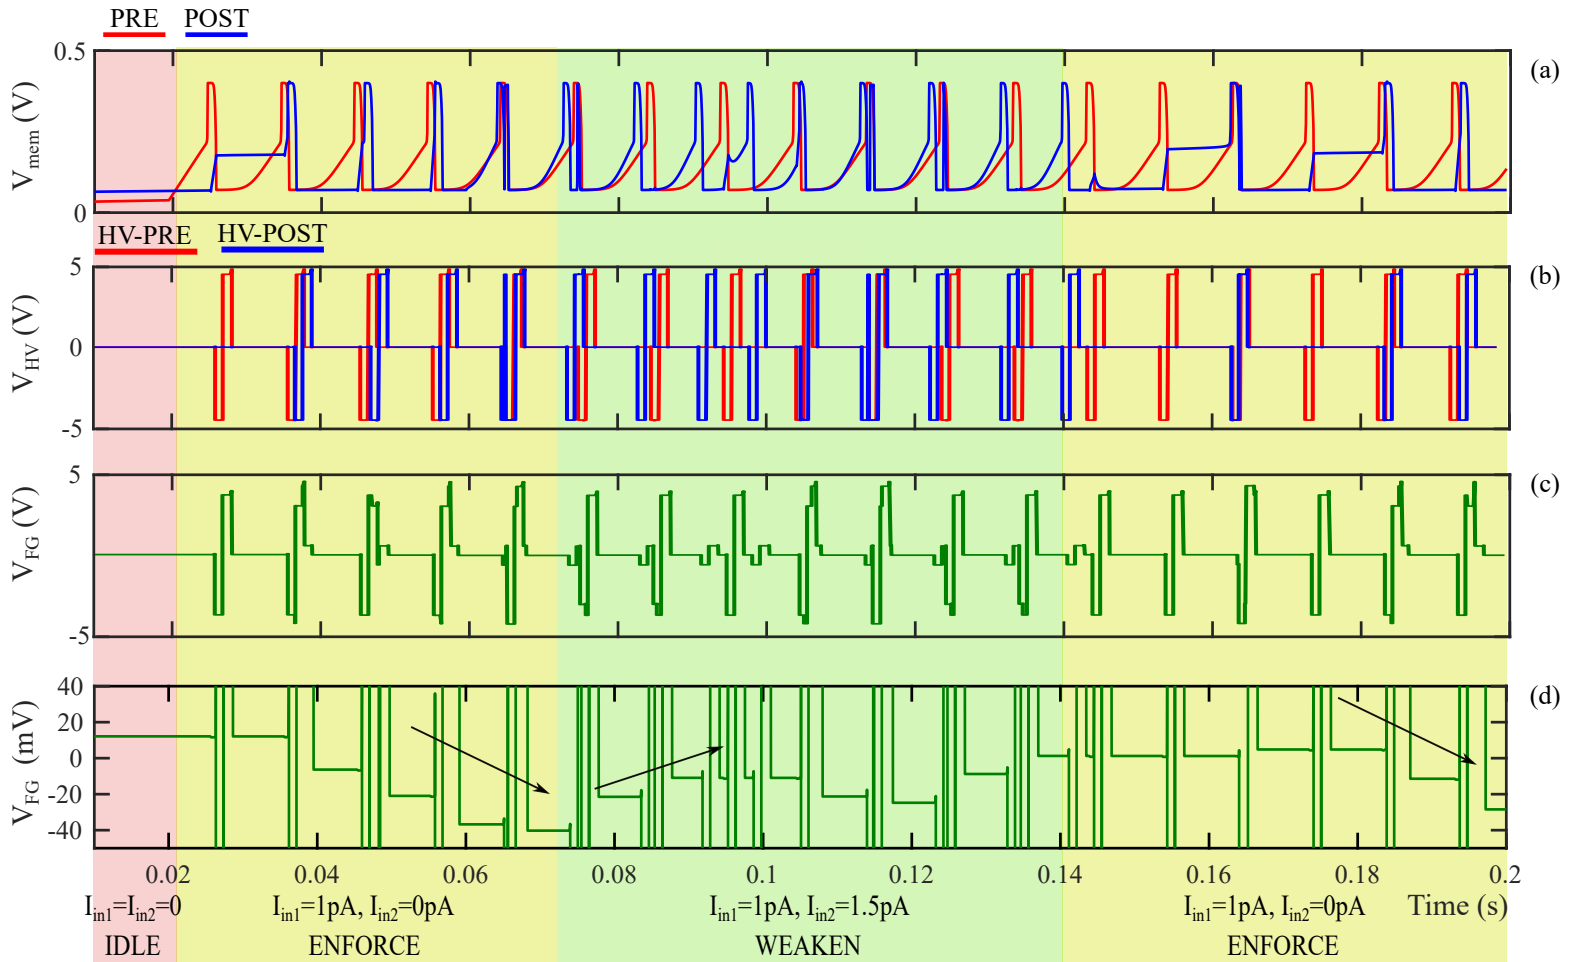 PRE POST
0.5
0
V_mem (V)
(a)
HV-PRE HV-POST
5
0
-5
V_HV (V)
(b)
5
0
-5
V_FG (V)
(c)
40
20
0
-20
-40
V_FG (mV)
(d)
0.02 0.04 0.06 0.08 0.1 0.12 0.14 0.16 0.18 0.2
I_in1=I_in2=0 I_in1=1pA, I_in2=0pA I_in1=1pA, I_in2=1.5pA I_in1=1pA, I_in2=0pA Time (s)
IDLE ENFORCE WEAKEN ENFORCE